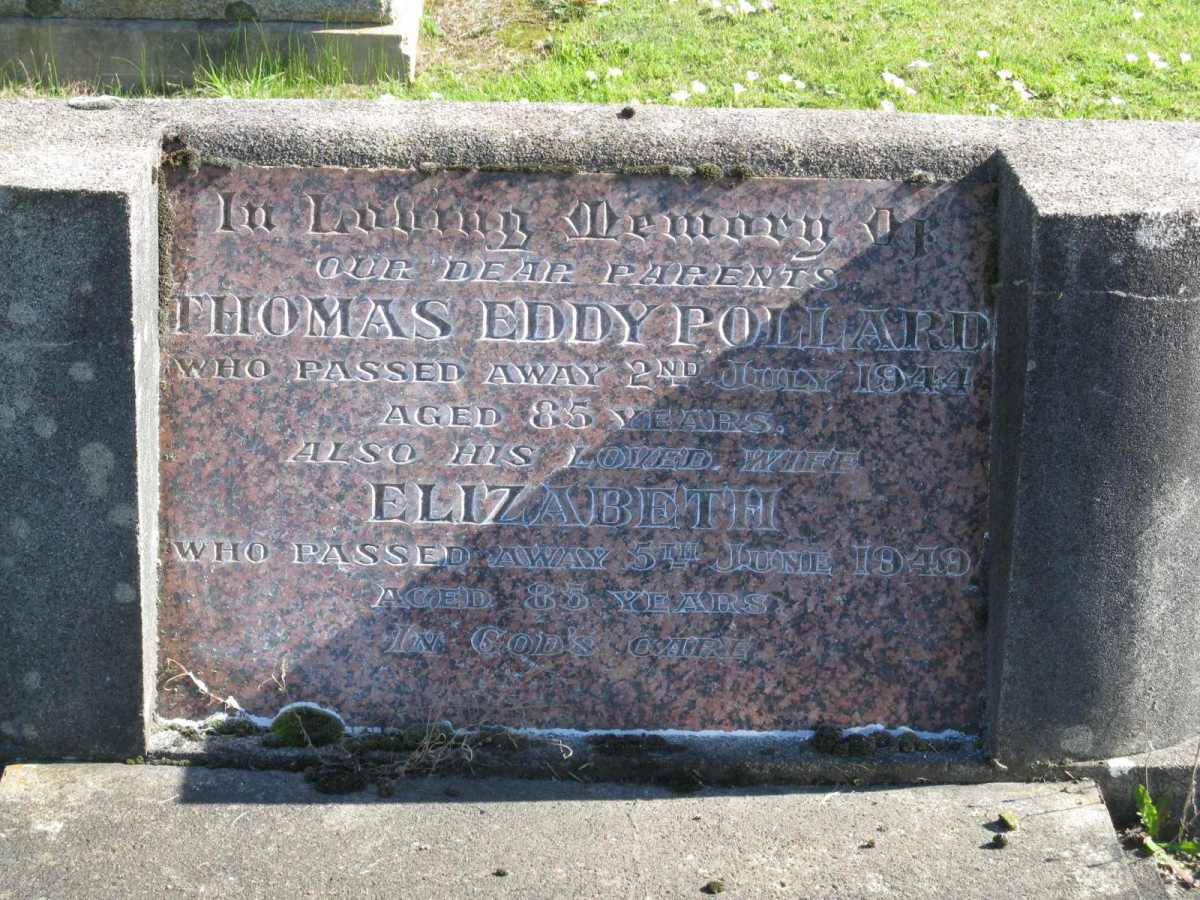 In Loving Memory Of
OUR DEAR PARENTS
THOMAS EDDY POLLARD
WHO PASSED AWAY 2ND JULY 1944
AGED 85 YEARS.
ALSO HIS LOVED WIFE
ELIZABETH
WHO PASSED AWAY 5TH JUNE 1949
AGED 85 YEARS
IN GOD'S CARE